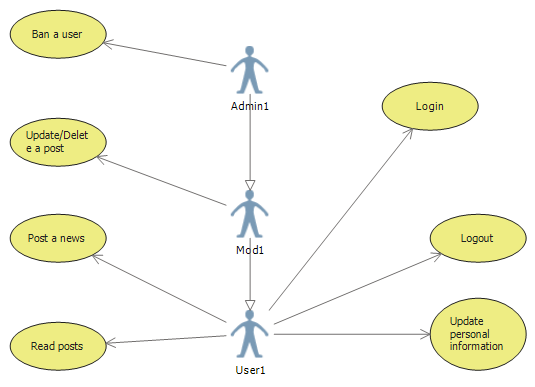 Ban a user
Admin1
Login
Update/Delet
e a post
Mod1
Post a news
Logout
Update
personal
information
Read posts
User1